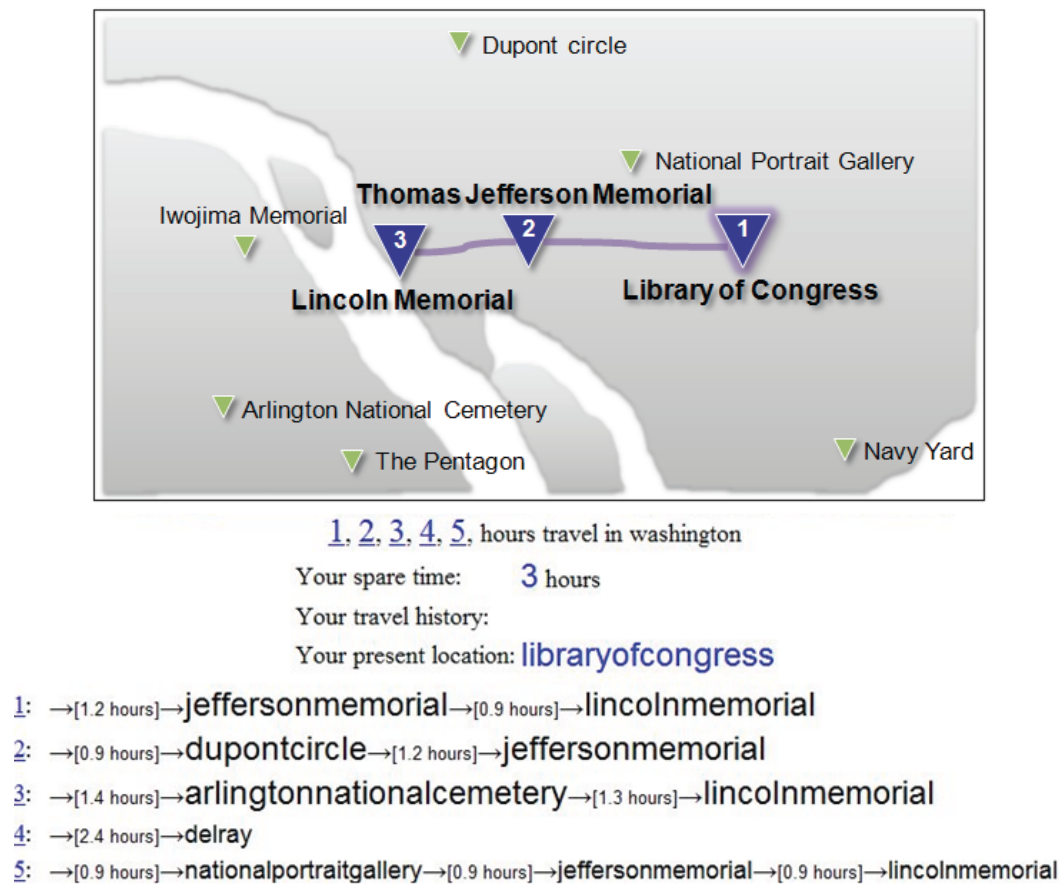 Dupont circle
National Portrait Gallery
Thomas Jefferson Memorial
Iwojima Memorial
3
2
1
Lincoln Memorial
Library of Congress
Arlington National Cemetery
The Pentagon
Navy Yard
1, 2, 3, 4, 5, hours travel in washington
Your spare time: 3 hours
Your travel history:
Your present location: libraryofcongress
1: →[1.2 hours]→jeffersonmemorial→[0.9 hours]→lincolnmemorial
2: →[0.9 hours]→dupontcircle→[1.2 hours]→jeffersonmemorial
3: →[1.4 hours]→arlingtonnationalcemetery→[1.3 hours]→lincolnmemorial
4: →[2.4 hours]→delray
5: →[0.9 hours]→nationalportraitgallery→[0.9 hours]→jeffersonmemorial→[0.9 hours]→lincolnmemorial